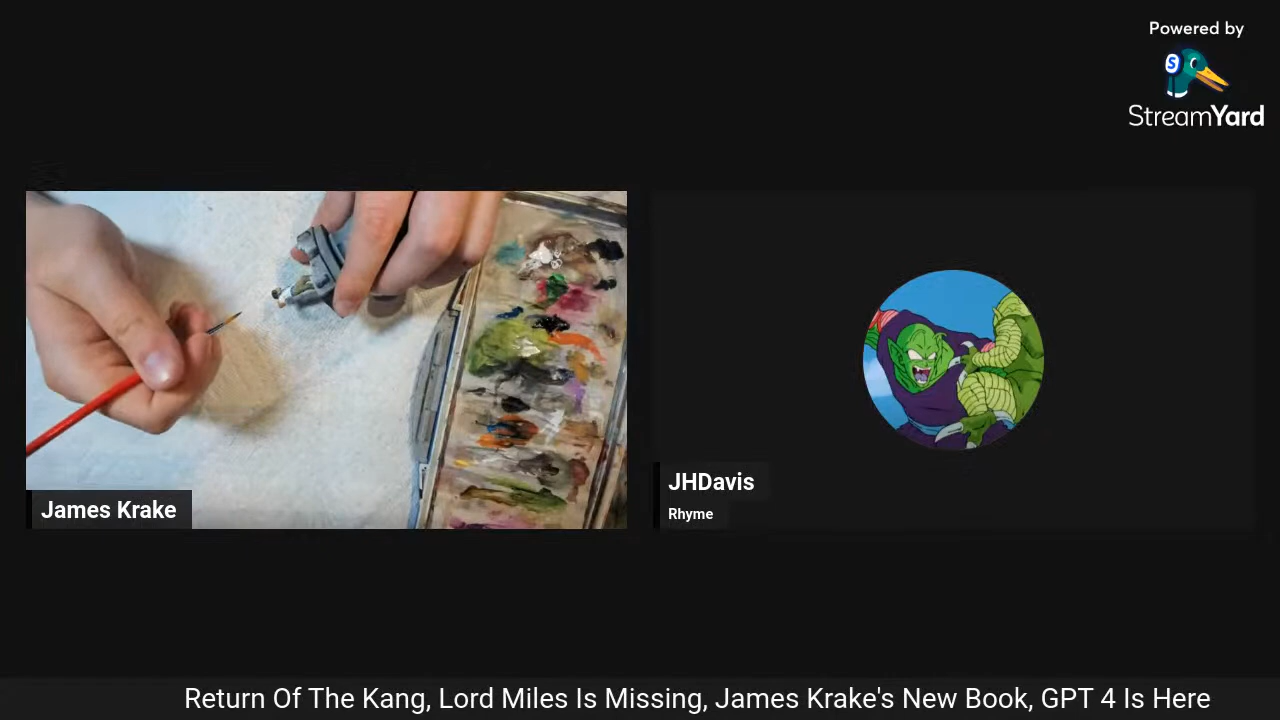 Powered by
S
StreamYard
James Krake
JHDavis
Rhyme
Return Of The Kang, Lord Miles Is Missing, James Krake's New Book, GPT 4 Is Here